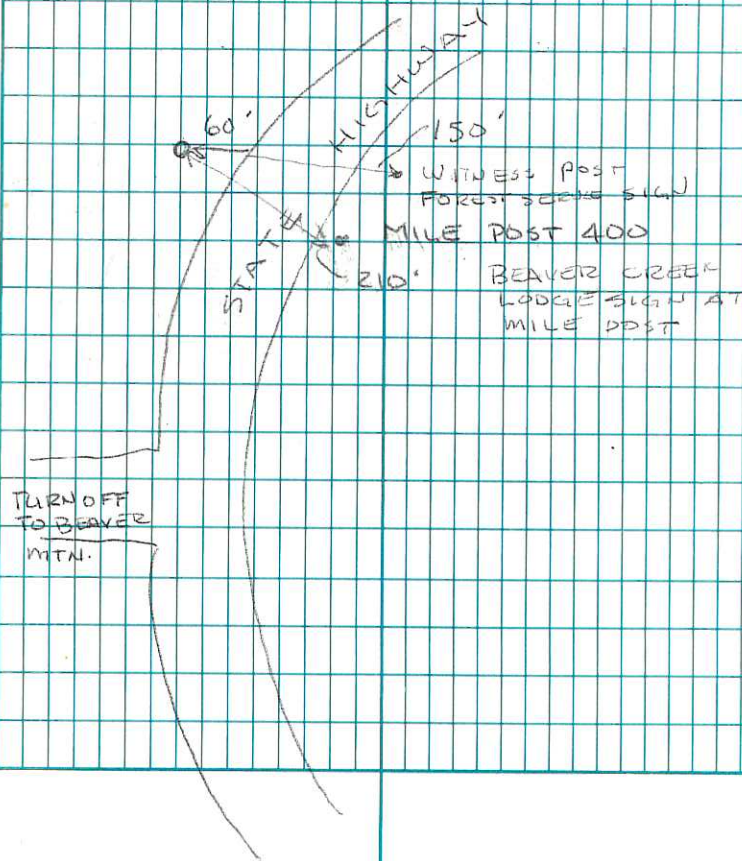 60'
STATE HIGHWAY
150'
WITNESS POST
FOREST SIGN
MILE POST 400
210'
BEAVER CREEK
LODGE SIGN AT
MILE POST
TURNOFF
TO BEAVER
MTN.